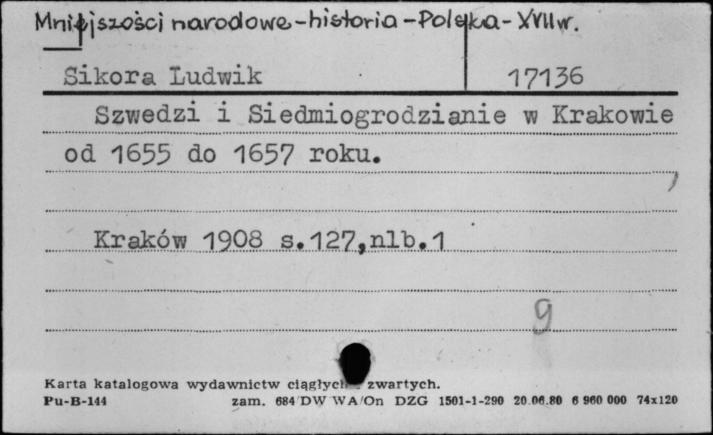 Mniejszości narodowe-historia-Polska-XVII w.
Sikora Ludwik 17136
Szwedzi i Siedmiogrodzianie w Krakowie
od 1655 do 1657 roku.
Kraków 1908 s.127,nlb.1
9
Karta katalogowa wydawnictw ciągłych zwartych.
Pu-B-144 zam. 684/DW WA/On DZG 1501-1-290 20.06.80 6 960 000 74x120